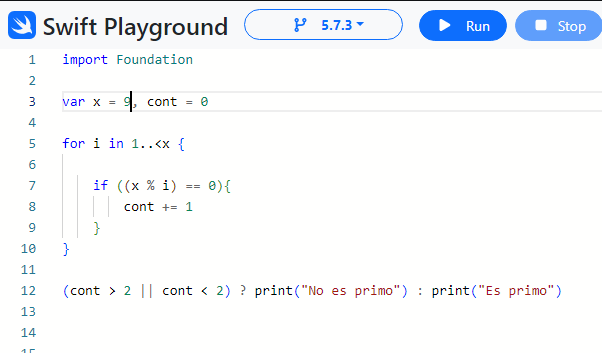 Swift Playground 5.7.3 Run Stop
1 import Foundation
2
3 var x = 9, cont = 0
4
5 for i in 1..<x {
6
7 if ((x % i) == 0){
8 cont += 1
9 }
10 }
11
12 (cont > 2 || cont < 2) ? print("No es primo") : print("Es primo")
13
14
15